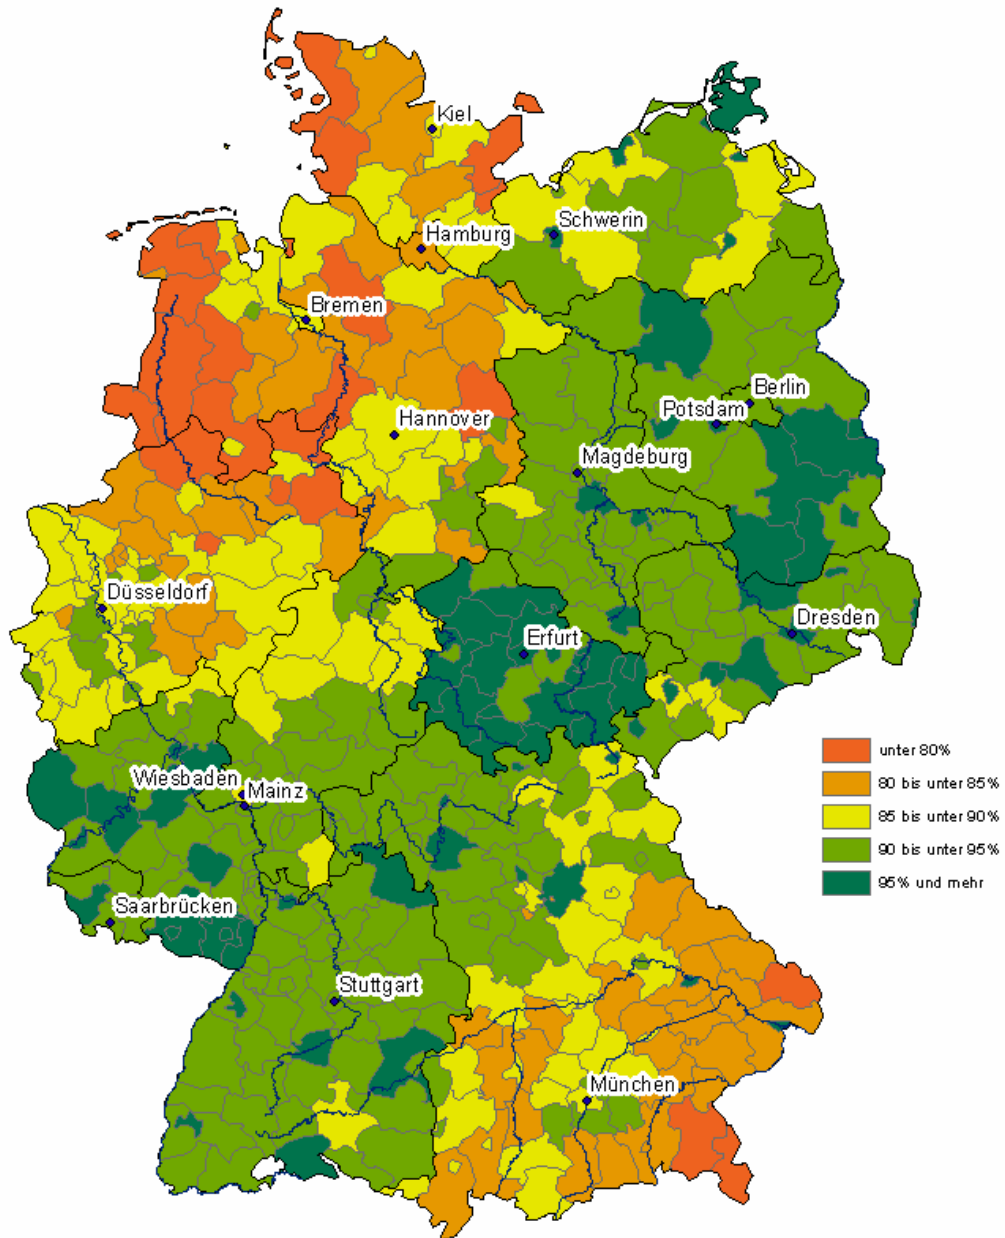 Kiel
Schwerin
Hamburg
Bremen
Berlin
Potsdam
Hannover
Magdeburg
Düsseldorf
Dresden
Erfurt
unter 80%
80 bis unter 85%
85 bis unter 90%
90 bis unter 95%
95% und mehr
Wiesbaden
Mainz
Saarbrücken
Stuttgart
München